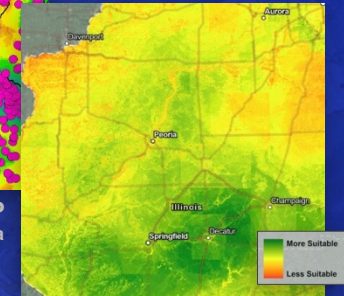 Aurora
Davenport
Peoria
Illinois
Champaign
Springfield
Decatur
More Suitable
Less Suitable